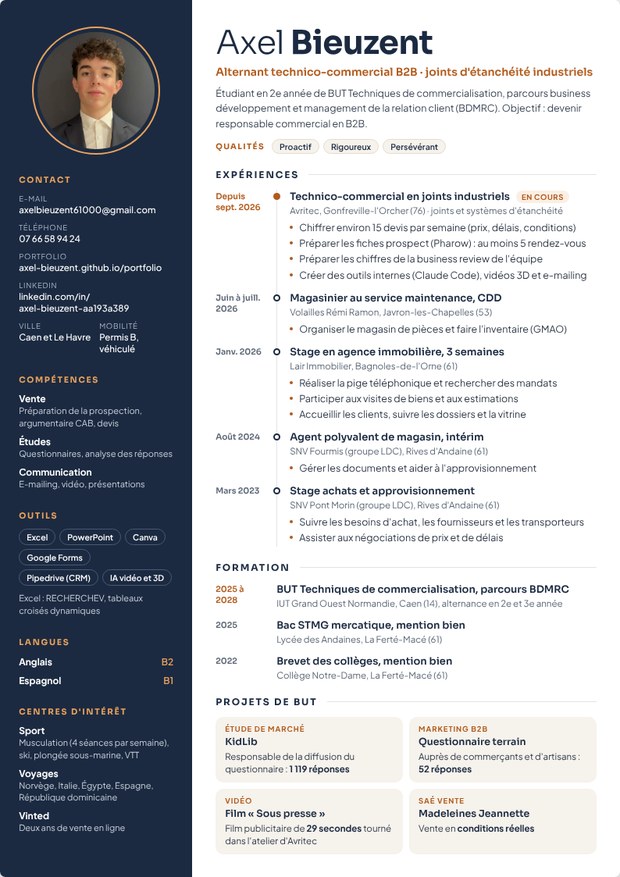 Axel Bieuzent
Alternant technico-commercial B2B · joints d'étanchéité industriels
Étudiant en 2e année de BUT Techniques de commercialisation, parcours business
développement et management de la relation client (BDMRC). Objectif : devenir
responsable commercial en B2B.
QUALITÉS Proactif Rigoureux Persévérant
CONTACT
E-MAIL
axelbieuzent61000@gmail.com
TÉLÉPHONE
07 66 58 94 24
PORTFOLIO
axel-bieuzent.github.io/portfolio
LINKEDIN
linkedin.com/in/
axel-bieuzent-aa193a389
VILLE MOBILITÉ
Caen et Le Havre Permis B,
véhiculé
COMPÉTENCES
Vente
Préparation de la prospection,
argumentaire CAB, devis
Études
Questionnaires, analyse des réponses
Communication
E-mailing, vidéo, présentations
OUTILS
Excel PowerPoint Canva
Google Forms
Pipedrive (CRM) IA vidéo et 3D
Excel : RECHERCHEV, tableaux
croisés dynamiques
LANGUES
Anglais B2
Espagnol B1
CENTRES D'INTÉRÊT
Sport
Musculation (4 séances par semaine),
ski, plongée sous-marine, VTT
Voyages
Norvège, Italie, Égypte, Espagne,
République dominicaine
Vinted
Deux ans de vente en ligne
EXPÉRIENCES
Depuis
sept. 2026
Technico-commercial en joints industriels EN COURS
Avritec, Gonfreville-l'Orcher (76) · joints et systèmes d'étanchéité
• Chiffrer environ 15 devis par semaine (prix, délais, conditions)
• Préparer les fiches prospect (Pharow) : au moins 5 rendez-vous
• Préparer les chiffres de la business review de l'équipe
• Créer des outils internes (Claude Code), vidéos 3D et e-mailing
Juin à juill.
2026
Magasinier au service maintenance, CDD
Volailles Rémi Ramon, Javron-les-Chapelles (53)
• Organiser le magasin de pièces et faire l'inventaire (GMAO)
Janv. 2026
Stage en agence immobilière, 3 semaines
Lair Immobilier, Bagnoles-de-l'Orne (61)
• Réaliser la pige téléphonique et rechercher des mandats
• Participer aux visites de biens et aux estimations
• Accueillir les clients, suivre les dossiers et la vitrine
Août 2024
Agent polyvalent de magasin, intérim
SNV Fourmis (groupe LDC), Rives d'Andaine (61)
• Gérer les documents et aider à l'approvisionnement
Mars 2023
Stage achats et approvisionnement
SNV Pont Morin (groupe LDC), Rives d'Andaine (61)
• Suivre les besoins d'achat, les fournisseurs et les transporteurs
• Assister aux négociations de prix et de délais
FORMATION
2025 à
2028
BUT Techniques de commercialisation, parcours BDMRC
IUT Grand Ouest Normandie, Caen (14), alternance en 2e et 3e année
2025
Bac STMG mercatique, mention bien
Lycée des Andaines, La Ferté-Macé (61)
2022
Brevet des collèges, mention bien
Collège Notre-Dame, La Ferté-Macé (61)
PROJETS DE BUT
ÉTUDE DE MARCHÉ
KidLib
Responsable de la diffusion du
questionnaire : 1 119 réponses
MARKETING B2B
Questionnaire terrain
Auprès de commerçants et d'artisans :
52 réponses
VIDÉO
Film « Sous presse »
Film publicitaire de 29 secondes tourné
dans l'atelier d'Avritec
SAÉ VENTE
Madeleines Jeannette
Vente en conditions réelles